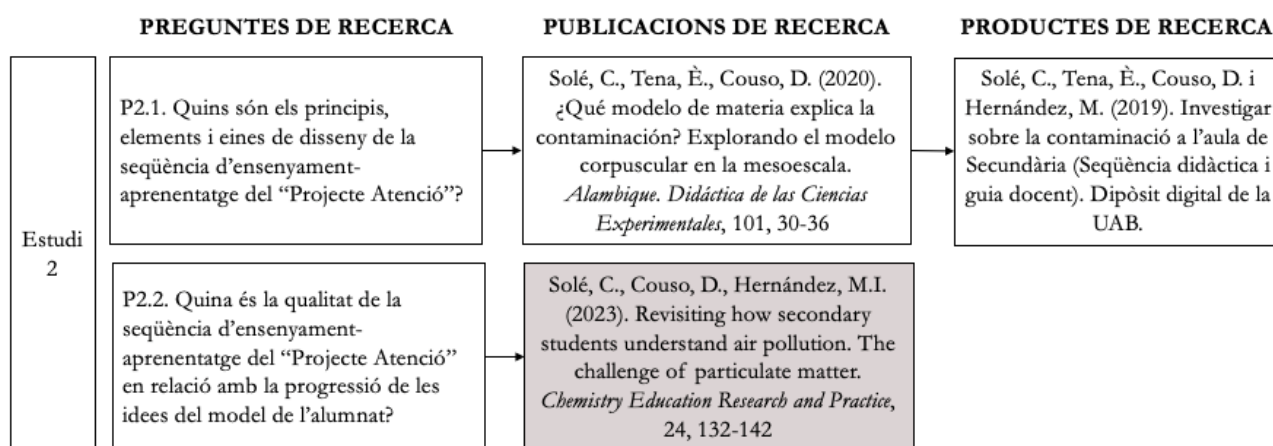 PREGUNTES DE RECERCA
PUBLICACIONS DE RECERCA
PRODUCTES DE RECERCA
Estudi
2
P2.1. Quins són els principis,
elements i eines de disseny de la
seqüència d’ensenyament-
aprenentatge del “Projecte Atenció”?
Solé, C., Tena, È., Couso, D. (2020).
¿Qué modelo de materia explica la
contaminación? Explorando el modelo
corpuscular en la mesoescala.
Alambique. Didáctica de las Ciencias
Experimentales, 101, 30-36
Solé, C., Tena, È., Couso, D. i
Hernández, M. (2019). Investigar
sobre la contaminació a l’aula de
Secundària (Seqüència didàctica i
guia docent). Dipòsit digital de la
UAB.
P2.2. Quina és la qualitat de la
seqüència d’ensenyament-
aprenentatge del “Projecte Atenció”
en relació amb la progressió de les
idees del model de l’alumnat?
Solé, C., Couso, D., Hernández, M.I.
(2023). Revisiting how secondary
students understand air pollution. The
challenge of particulate matter.
Chemistry Education Research and Practice,
24, 132-142